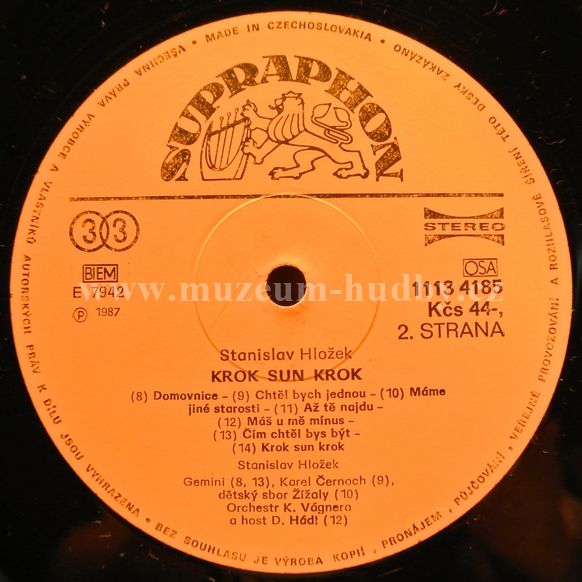 VŠECHNA PRÁVA VÝROBCE A VLASTNÍKŮ AUTORSKÝCH PRÁV K DÍLU JSOU VYHRAZENA • BEZ SOUHLASU JE VÝROBA KOPIÍ, PRONÁJEM, PŮJČOVÁNÍ, VEŘEJNÉ PROVOZOVÁNÍ A ROZHLASOVÉ ŠÍŘENÍ TÉTO DESKY ZAKÁZÁNO • MADE IN CZECHOSLOVAKIA •
SUPRAPHON
33
STEREO
BIEM
OSA
E 7942
www.muzeum-hudby.cz
1113 4185
℗ 1987
Kčs 44-,
2. STRANA
Stanislav Hložek
KROK SUN KROK
(8) Domovnice - (9) Chtěl bych jednou - (10) Máme
jiné starosti - (11) Až tě najdu -
(12) Máš u mě mínus -
(13) Čím chtěl bys být -
(14) Krok sun krok
Stanislav Hložek
Gemini (8, 13), Karel Černoch (9),
dětský sbor Žížaly (10)
Orchestr K. Vágnera
a host D. Hádl (12)